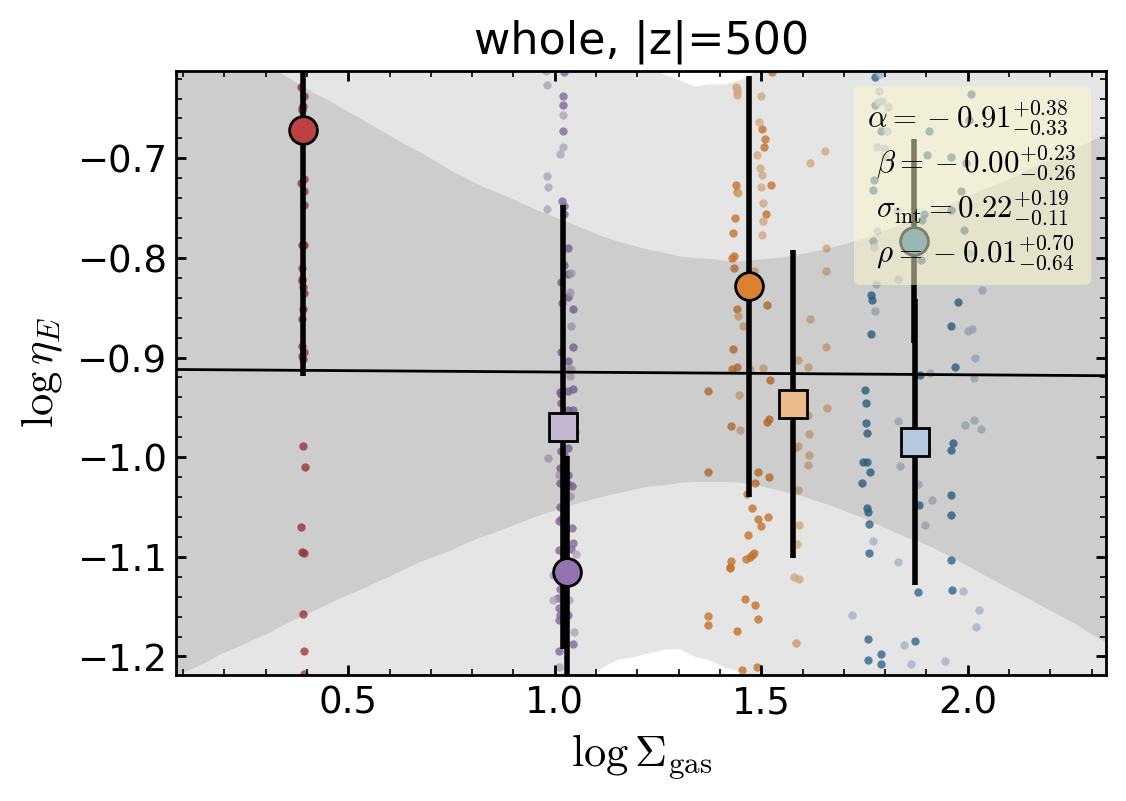 whole, |z|=500
α = −0.91^{+0.38}_{−0.33}
β = −0.00^{+0.23}_{−0.26}
σ_int = 0.22^{+0.19}_{−0.11}
ρ = −0.01^{+0.70}_{−0.64}
log η_E
−0.7
−0.8
−0.9
−1.0
−1.1
−1.2
0.5 1.0 1.5 2.0
log Σ_gas